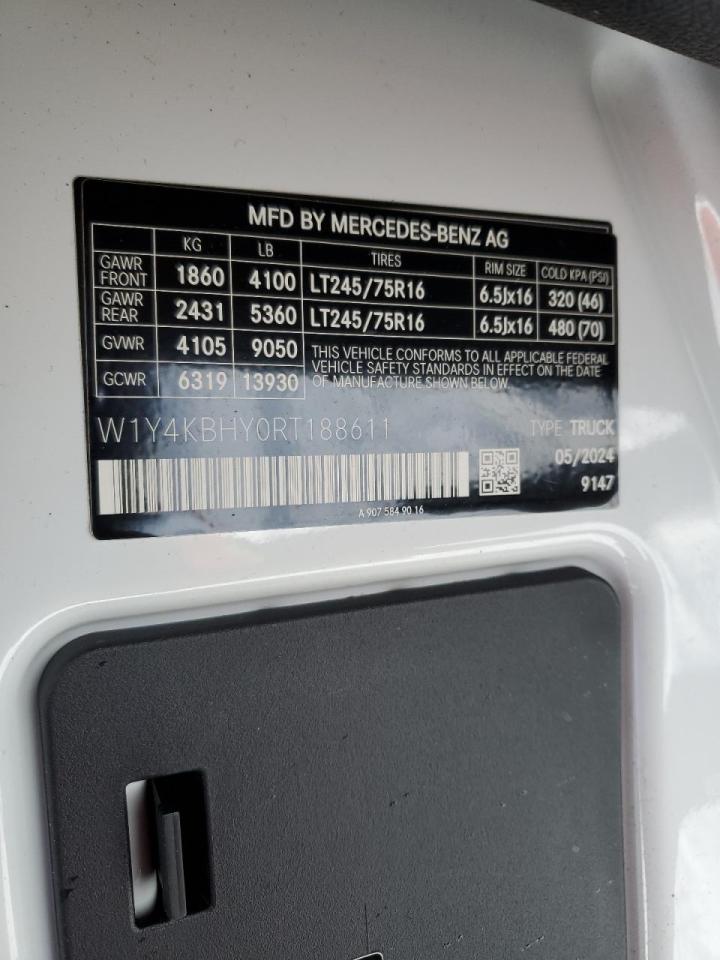 MFD BY MERCEDES-BENZ AG
KG LB TIRES RIM SIZE COLD KPA (PSI)
GAWR FRONT 1860 4100 LT245/75R16 6.5Jx16 320 (46)
GAWR REAR 2431 5360 LT245/75R16 6.5Jx16 480 (70)
GVWR 4105 9050
GCWR 6319 13930
THIS VEHICLE CONFORMS TO ALL APPLICABLE FEDERAL
VEHICLE SAFETY STANDARDS IN EFFECT ON THE DATE
OF MANUFACTURE SHOWN BELOW.
W1Y4KBHY0RT188611 TYPE TRUCK
05/2024
9147
A 907 584 90 16